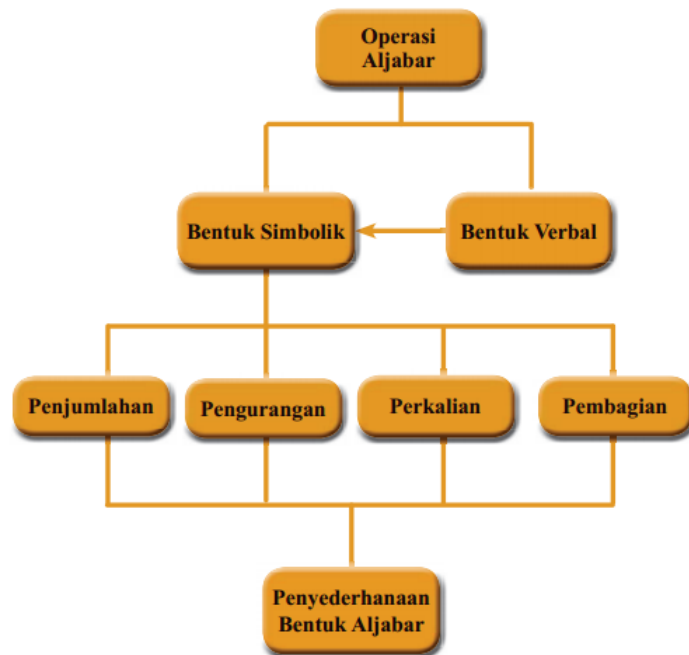 Operasi
Aljabar
Bentuk Simbolik
Bentuk Verbal
Penjumlahan
Pengurangan
Perkalian
Pembagian
Penyederhanaan
Bentuk Aljabar